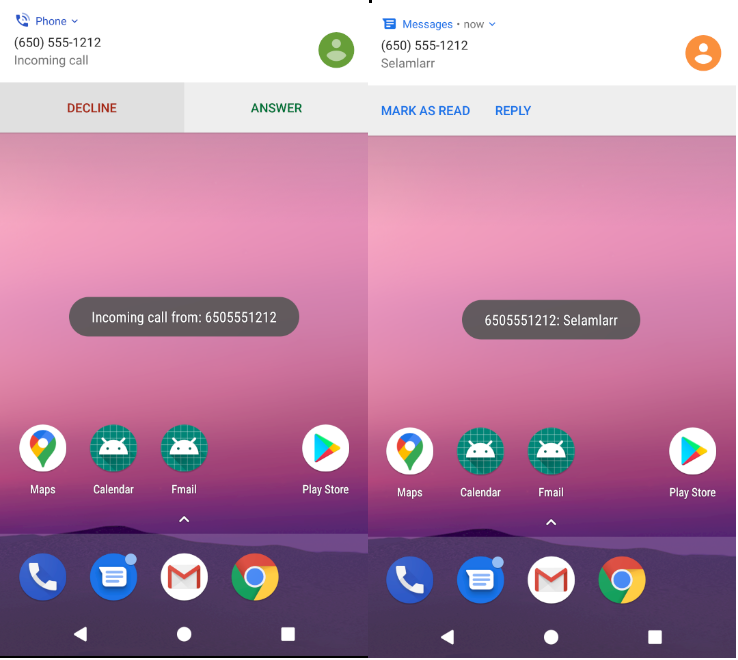 Phone
(650) 555-1212
Incoming call
DECLINE ANSWER
Incoming call from: 6505551212
Maps Calendar Fmail Play Store
Messages • now
(650) 555-1212
Selamlarr
MARK AS READ REPLY
6505551212: Selamlarr
Maps Calendar Fmail Play Store